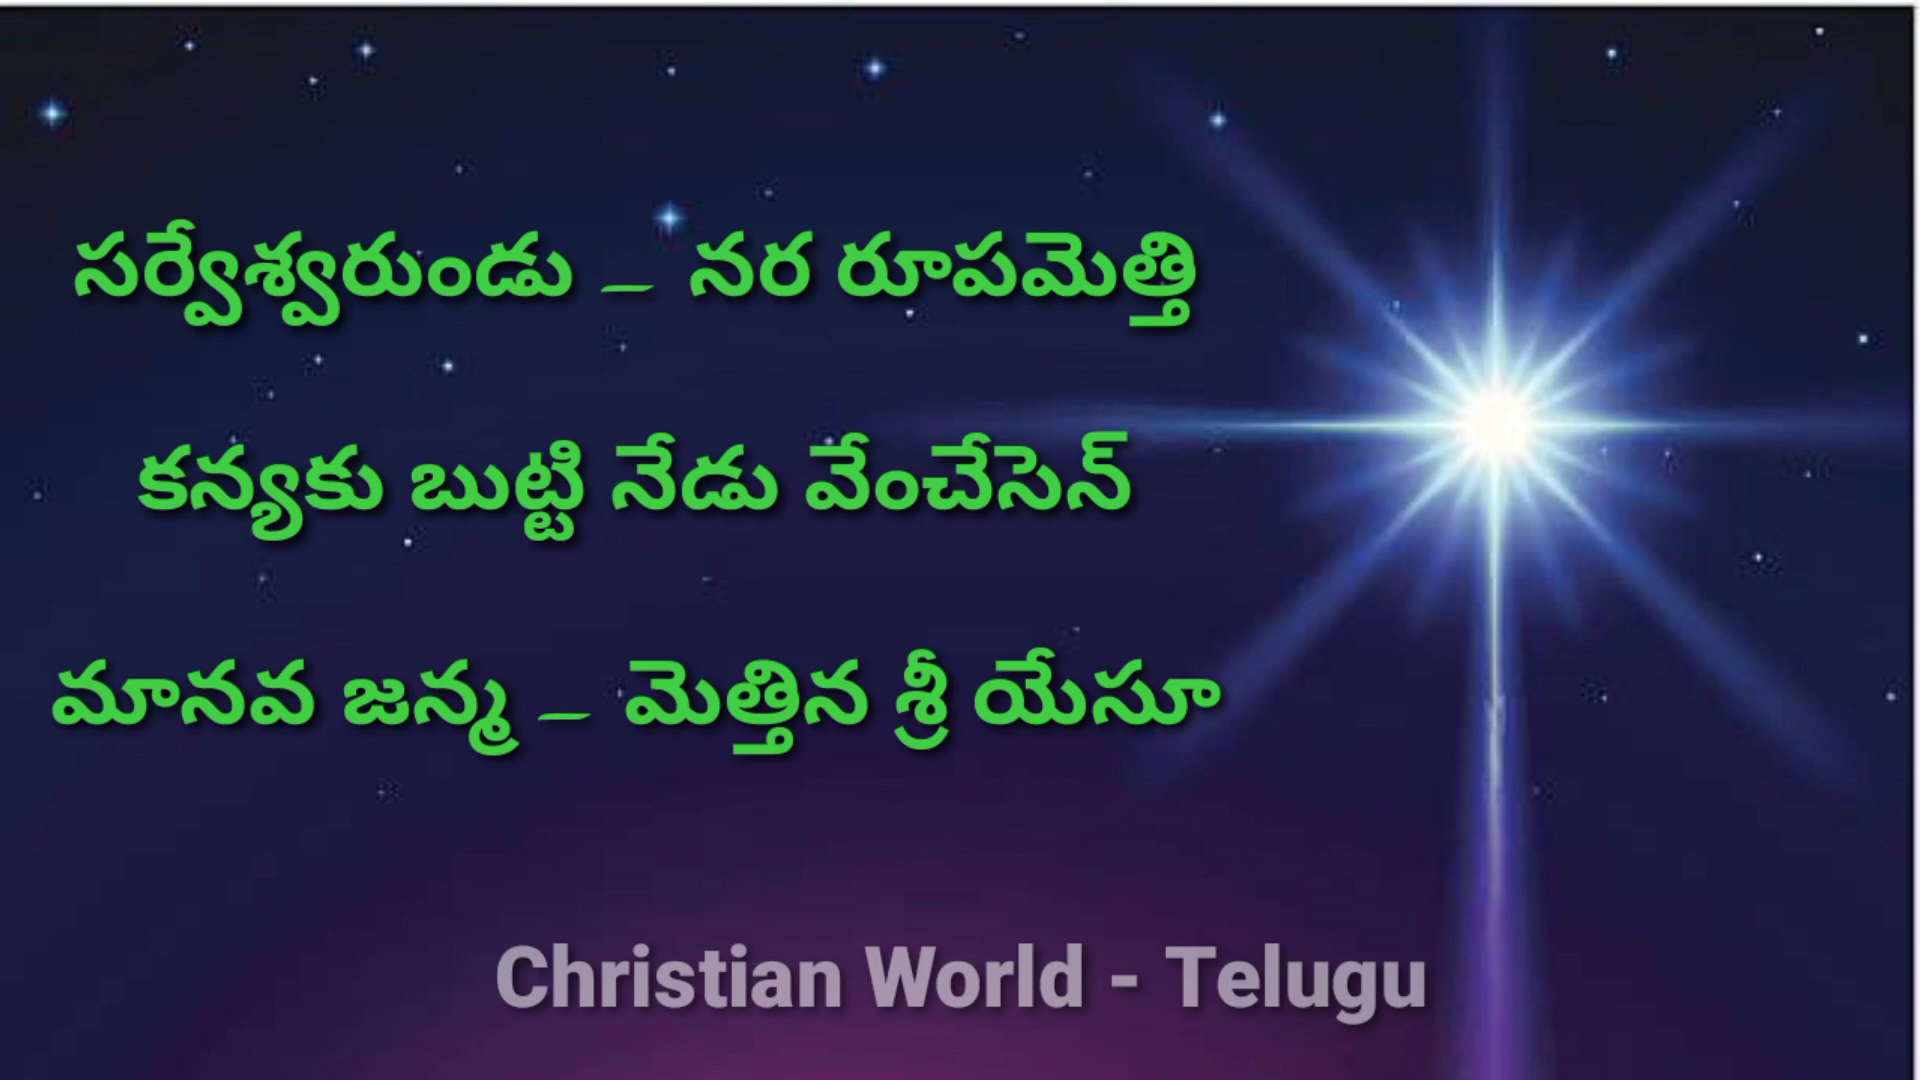 సర్వేశ్వరుండు – నర రూపమెత్తి
కన్యకు బుట్టి నేడు వేంచేసెన్
మానవ జన్మ – మెత్తిన శ్రీ యేసూ
Christian World - Telugu